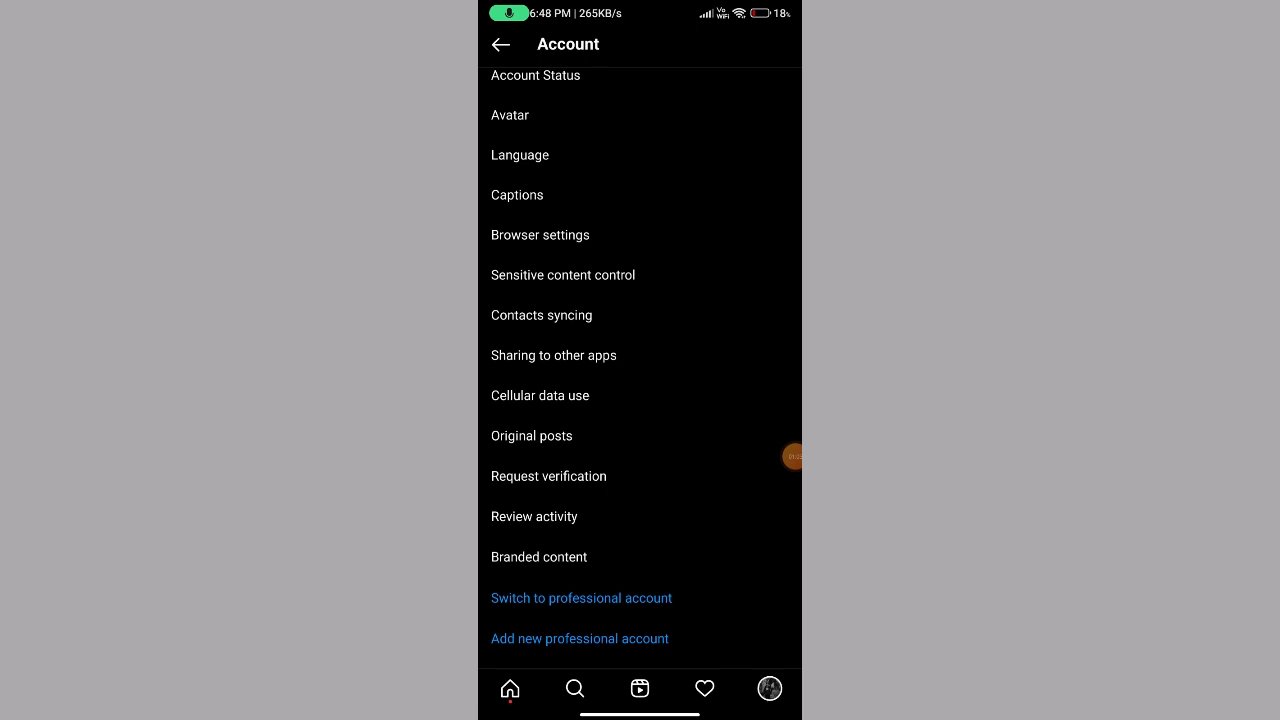 6:48 PM | 265KB/s Vo WiFi 18%
Account
Account Status
Avatar
Language
Captions
Browser settings
Sensitive content control
Contacts syncing
Sharing to other apps
Cellular data use
Original posts
Request verification
Review activity
Branded content
Switch to professional account
Add new professional account